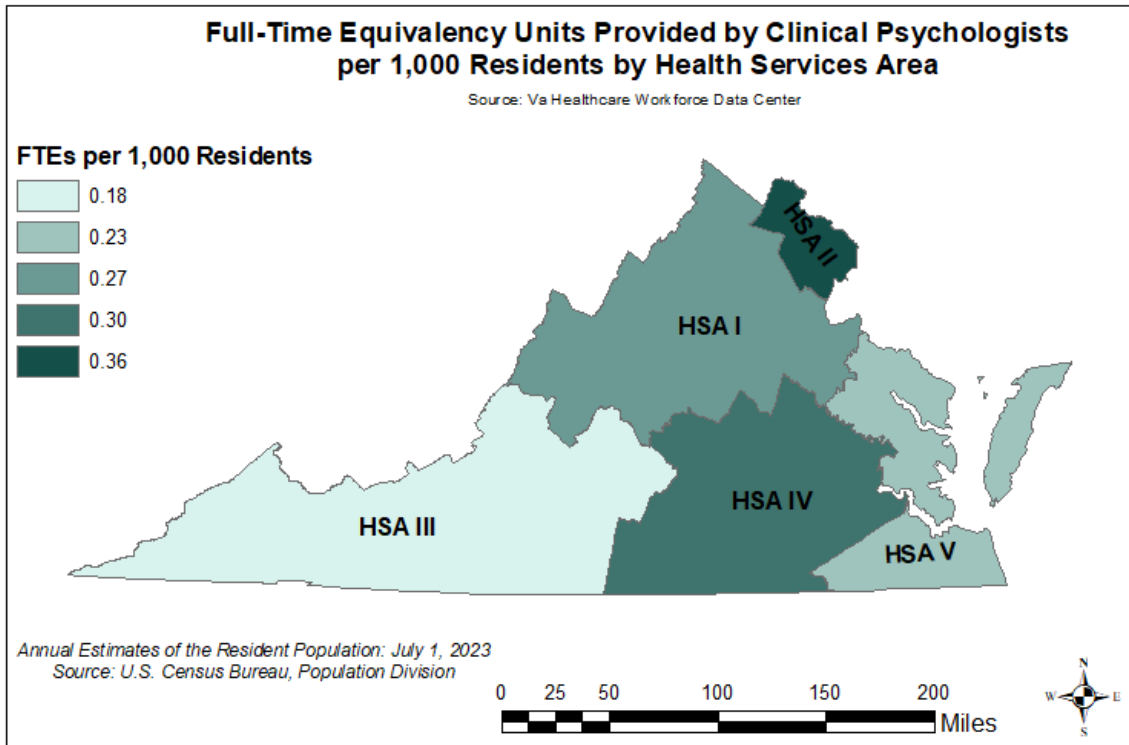 Full-Time Equivalency Units Provided by Clinical Psychologists
per 1,000 Residents by Health Services Area
Source: Va Healthcare Workforce Data Center
FTEs per 1,000 Residents
0.18
0.23
0.27
0.30
0.36
HSA II
HSA I
HSA IV
HSA III
HSA V
Annual Estimates of the Resident Population: July 1, 2023
Source: U.S. Census Bureau, Population Division
0 25 50 100 150 200
Miles
N
W E
S